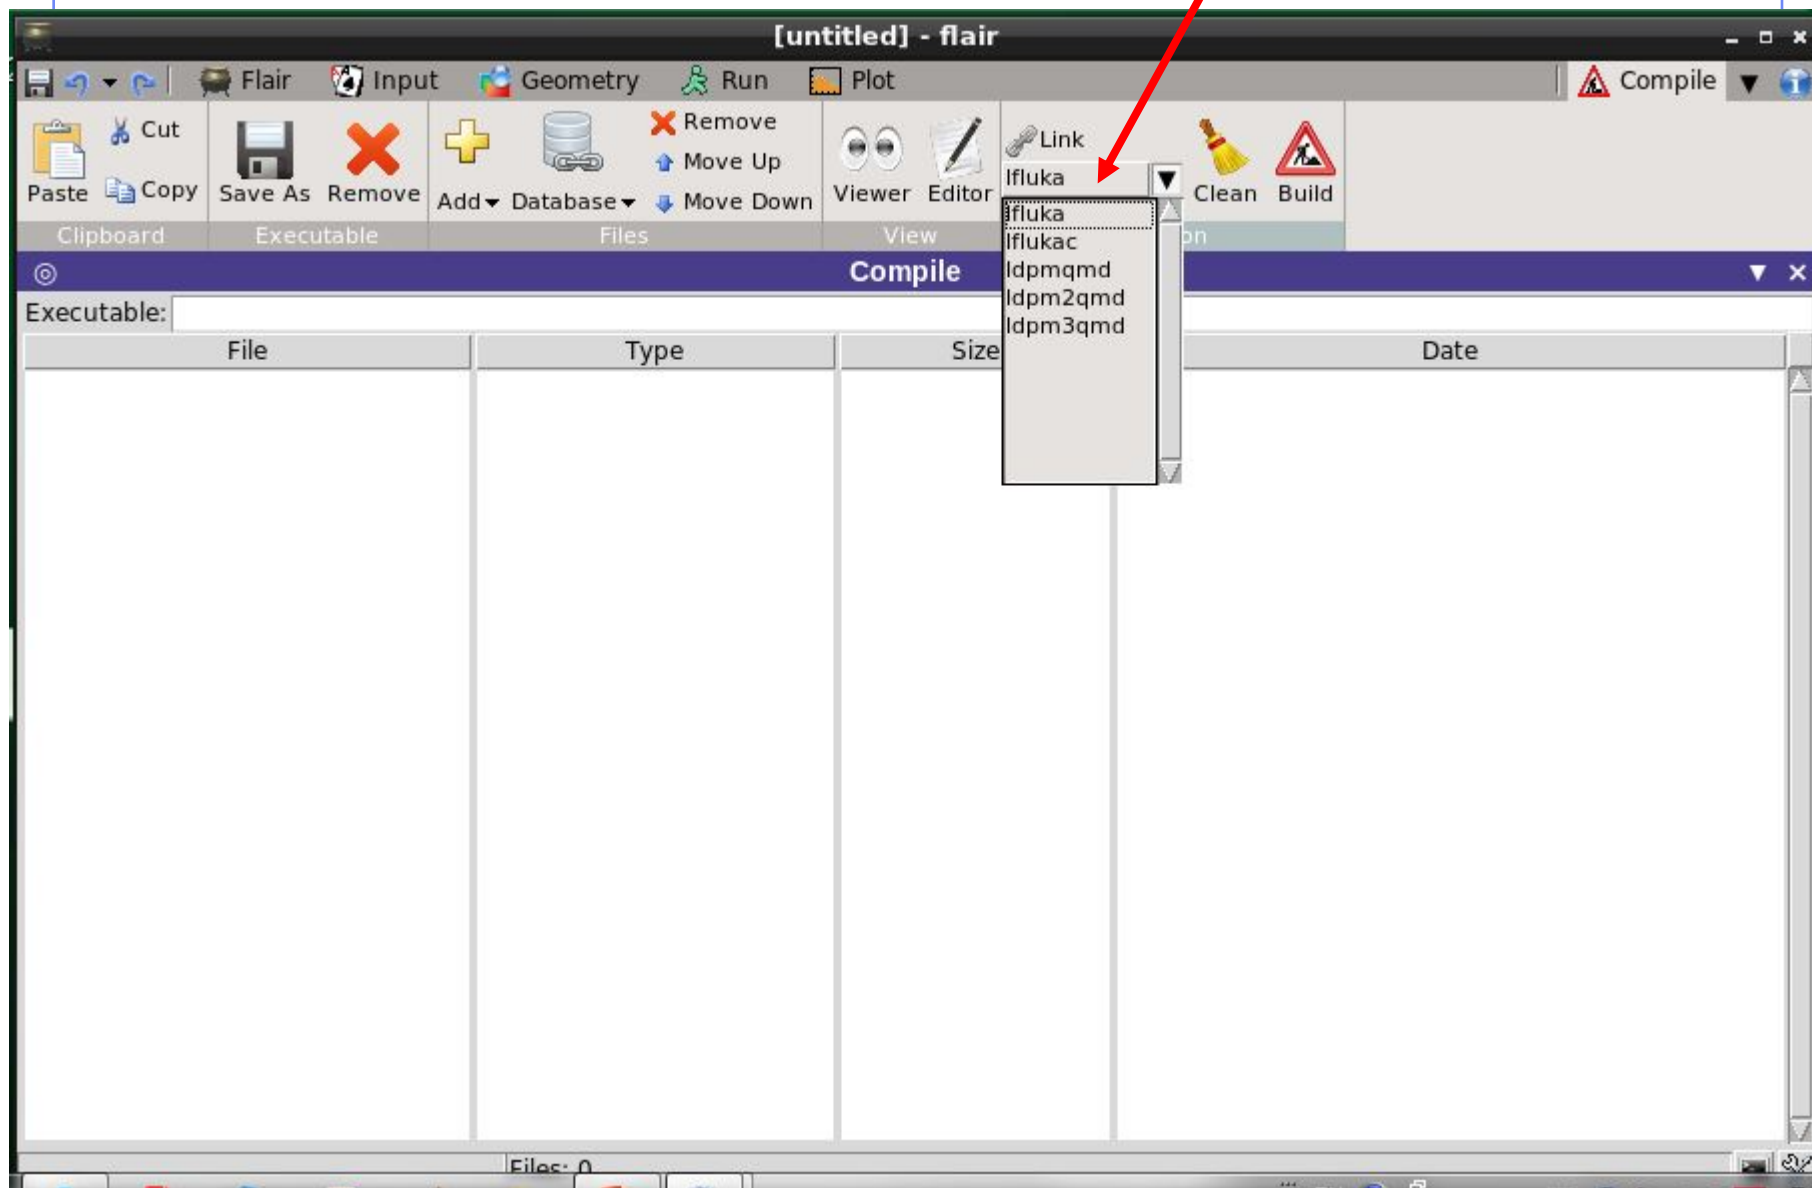 [untitled] - flair
Flair Input Geometry Run Plot Compile
Paste Cut Copy
Save As Remove
Add Database Remove Move Up Move Down
Viewer Editor
Link
lfluka
Clean Build
Clipboard Executable Files View on
lfluka
lflukac
ldpmqmd
ldpm2qmd
ldpm3qmd
Compile
Executable:
File Type Size Date
Files: 0